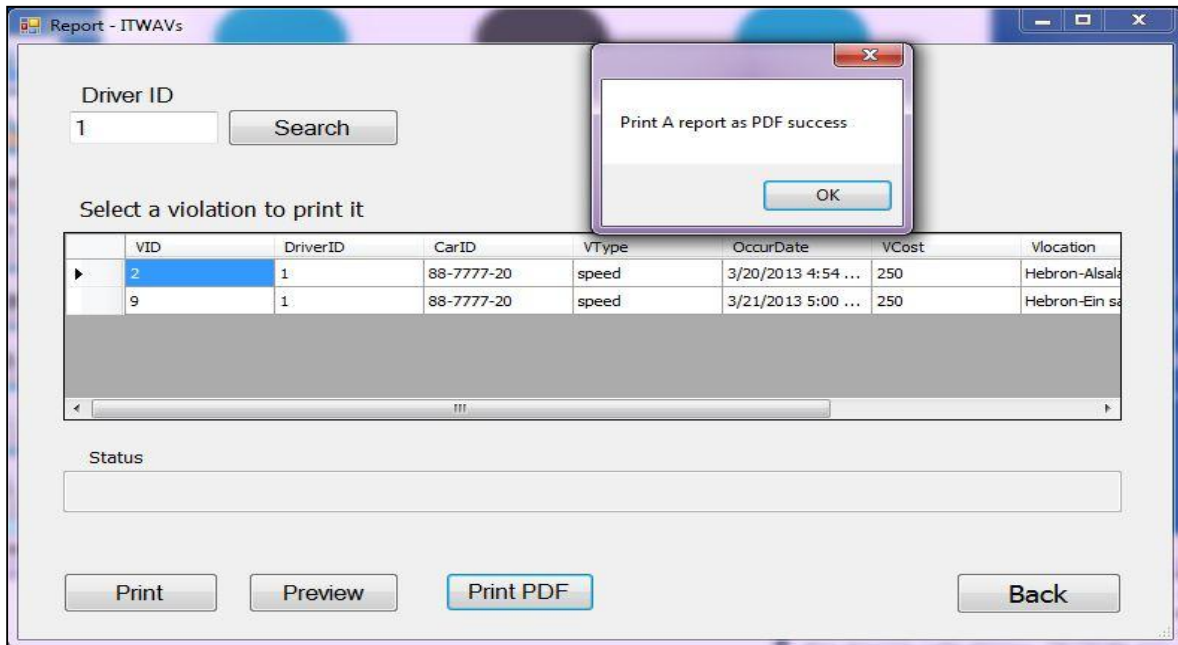 Report - ITWAVs
Driver ID
1
Search
Print A report as PDF success
OK
Select a violation to print it
VID DriverID CarID VType OccurDate VCost Vlocation
2 1 88-7777-20 speed 3/20/2013 4:54 ... 250 Hebron-Alsala
9 1 88-7777-20 speed 3/21/2013 5:00 ... 250 Hebron-Ein sa
Status
Print Preview Print PDF Back